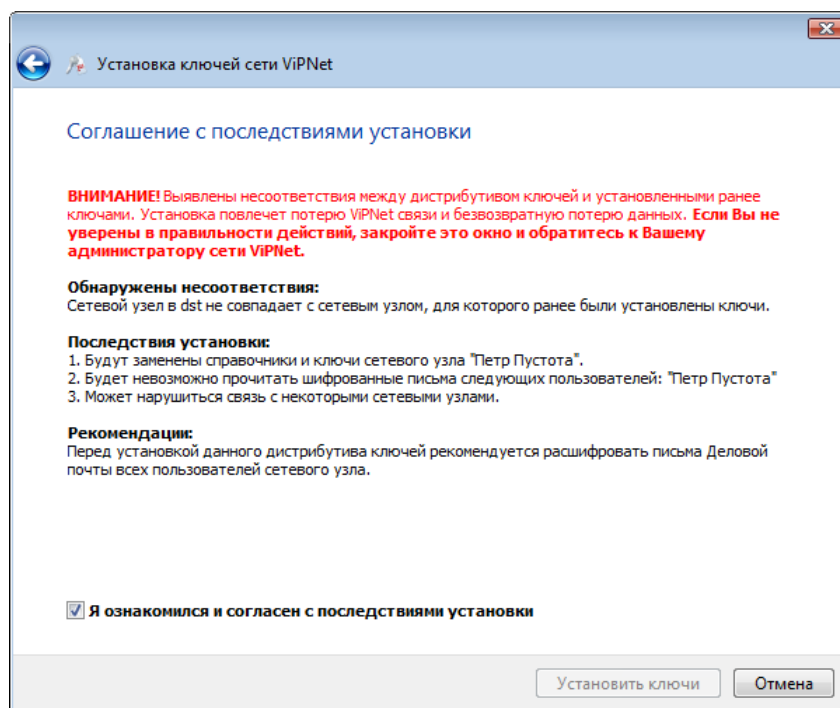 Установка ключей сети ViPNet
Соглашение с последствиями установки
ВНИМАНИЕ! Выявлены несоответствия между дистрибутивом ключей и установленными ранее
ключами. Установка повлечет потерю ViPNet связи и безвозвратную потерю данных. Если Вы не
уверены в правильности действий, закройте это окно и обратитесь к Вашему
администратору сети ViPNet.
Обнаружены несоответствия:
Сетевой узел в dst не совпадает с сетевым узлом, для которого ранее были установлены ключи.
Последствия установки:
1. Будут заменены справочники и ключи сетевого узла "Петр Пустота".
2. Будет невозможно прочитать шифрованные письма следующих пользователей: "Петр Пустота"
3. Может нарушиться связь с некоторыми сетевыми узлами.
Рекомендации:
Перед установкой данного дистрибутива ключей рекомендуется расшифровать письма Деловой
почты всех пользователей сетевого узла.
Я ознакомился и согласен с последствиями установки
Установить ключи
Отмена